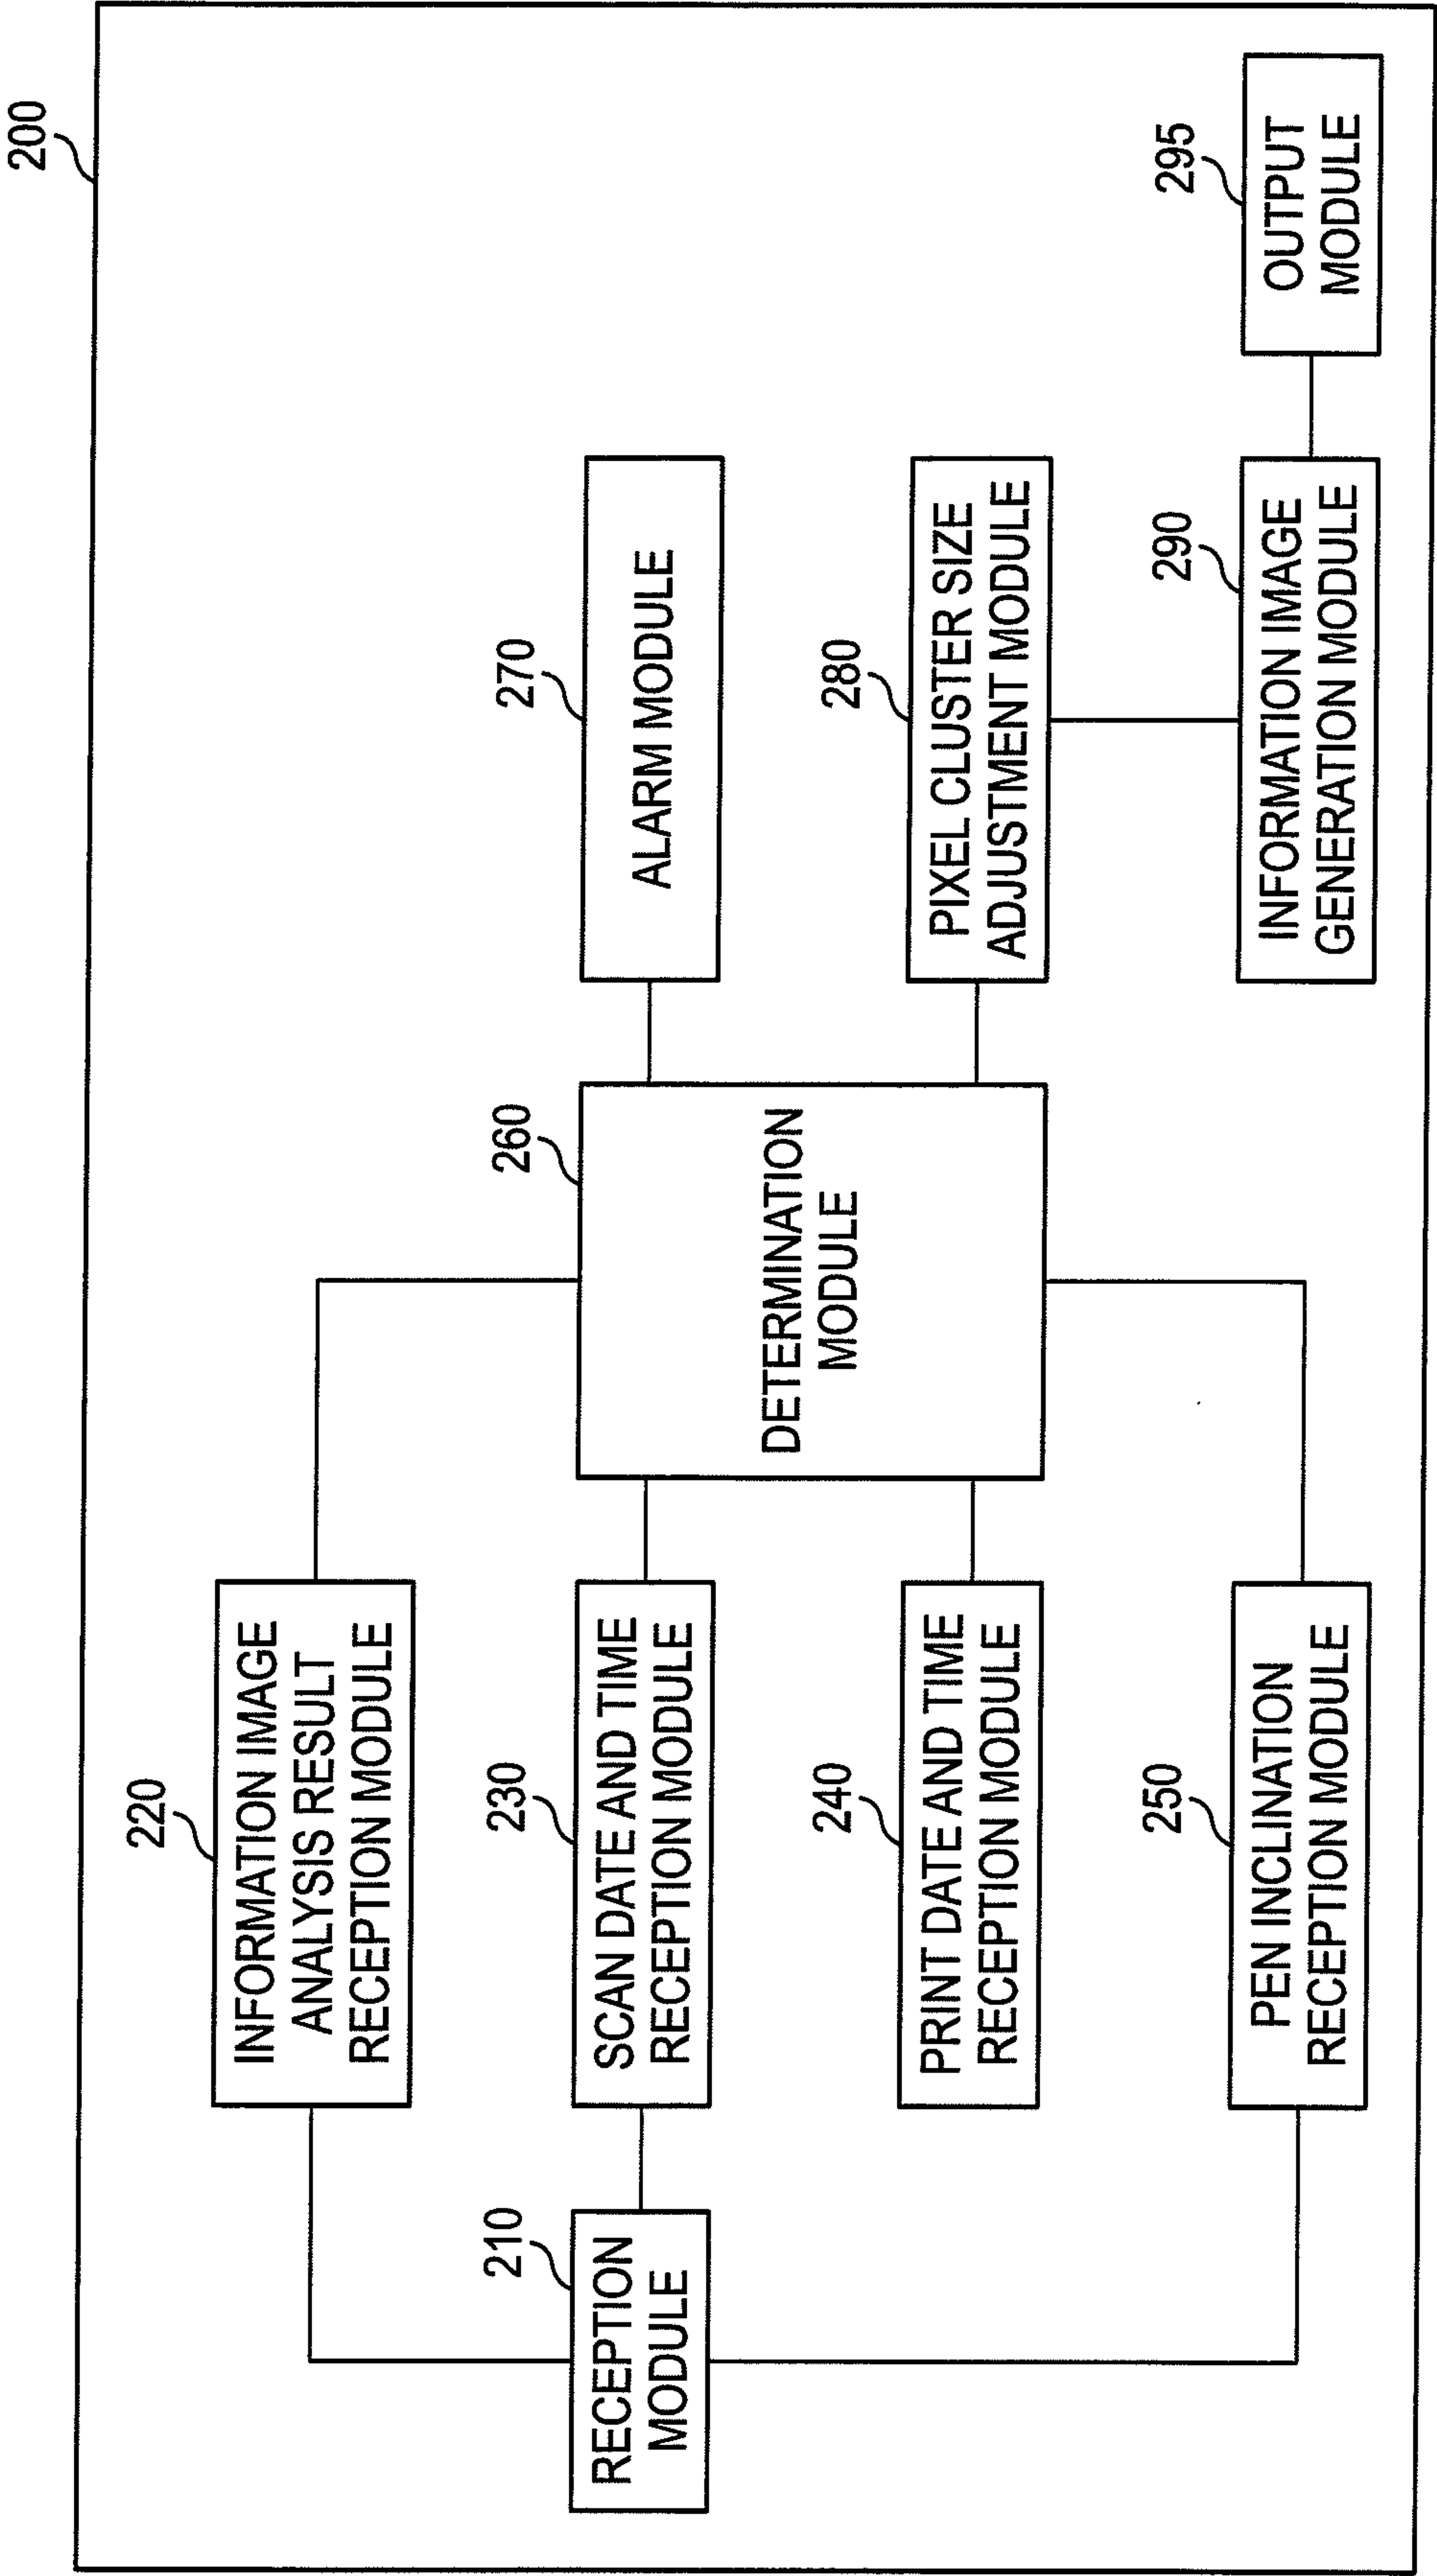 200
220
INFORMATION IMAGE
ANALYSIS RESULT
RECEPTION MODULE
210
RECEPTION
MODULE
230
SCAN DATE AND TIME
RECEPTION MODULE
240
PRINT DATE AND TIME
RECEPTION MODULE
250
PEN INCLINATION
RECEPTION MODULE
260
DETERMINATION
MODULE
270
ALARM MODULE
280
PIXEL CLUSTER SIZE
ADJUSTMENT MODULE
290
INFORMATION IMAGE
GENERATION MODULE
295
OUTPUT
MODULE